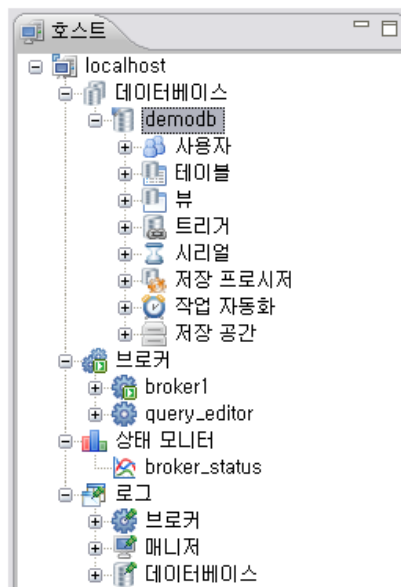 호스트
localhost
데이터베이스
demodb
사용자
테이블
뷰
트리거
시리얼
저장 프로시저
작업 자동화
저장 공간
브로커
broker1
query_editor
상태 모니터
broker_status
로그
브로커
매니저
데이터베이스